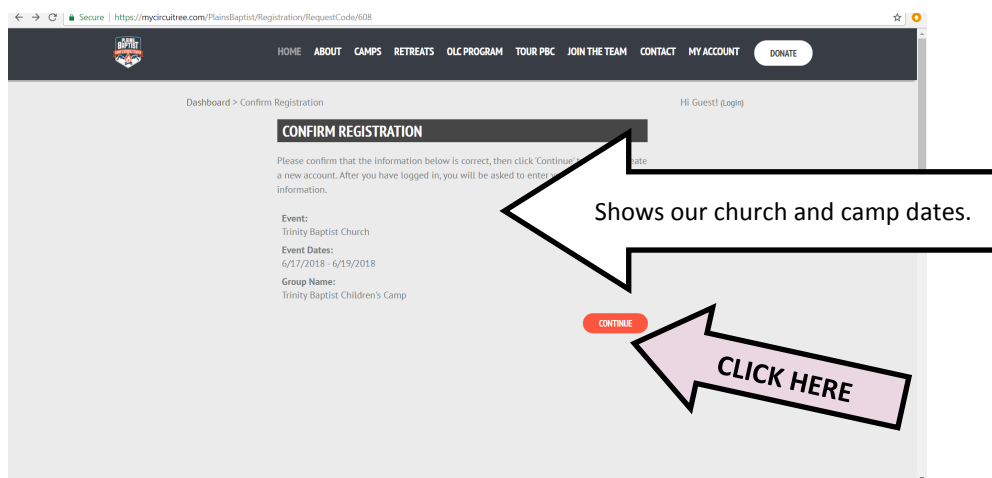 Secure | https://mycircuitree.com/PlainsBaptist/Registration/RequestCode/608
PLAINS
BAPTIST
HOME ABOUT CAMPS RETREATS OLC PROGRAM TOUR PBC JOIN THE TEAM CONTACT MY ACCOUNT DONATE
Dashboard > Confirm Registration Hi Guest! (Login)
CONFIRM REGISTRATION
Please confirm that the information below is correct, then click 'Continue'
a new account. After you have logged in, you will be asked to enter
information.
Shows our church and camp dates.
Event:
Trinity Baptist Church
Event Dates:
6/17/2018 - 6/19/2018
Group Name:
Trinity Baptist Children's Camp
CONTINUE
CLICK HERE